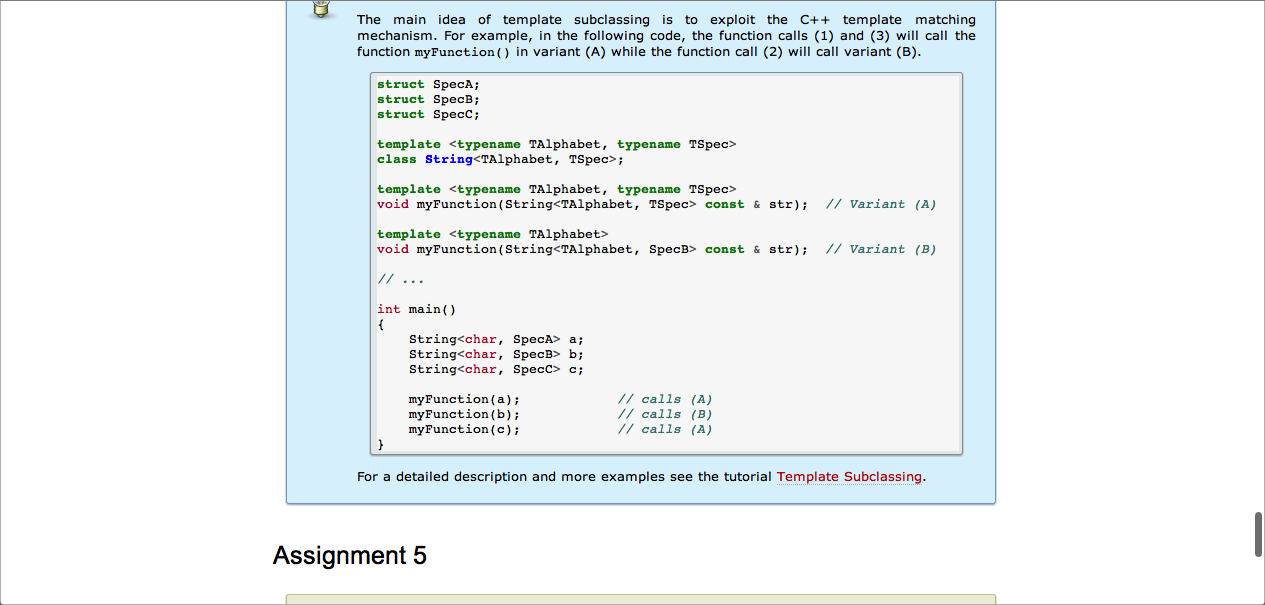 The main idea of template subclassing is to exploit the C++ template matching
mechanism. For example, in the following code, the function calls (1) and (3) will call the
function myFunction() in variant (A) while the function call (2) will call variant (B).
struct SpecA;
struct SpecB;
struct SpecC;
template <typename TAlphabet, typename TSpec>
class String<TAlphabet, TSpec>;
template <typename TAlphabet, typename TSpec>
void myFunction(String<TAlphabet, TSpec> const & str);  // Variant (A)
template <typename TAlphabet>
void myFunction(String<TAlphabet, SpecB> const & str);  // Variant (B)
// ...
int main()
{
    String<char, SpecA> a;
    String<char, SpecB> b;
    String<char, SpecC> c;
    myFunction(a);            // calls (A)
    myFunction(b);            // calls (B)
    myFunction(c);            // calls (A)
}
For a detailed description and more examples see the tutorial Template Subclassing.
Assignment 5